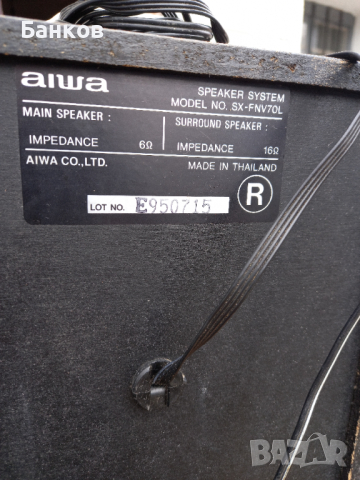 Банков
aiwa
SPEAKER SYSTEM
MODEL NO. SX-FNV70L
MAIN SPEAKER :
SURROUND SPEAKER :
IMPEDANCE 6Ω
IMPEDANCE 16Ω
AIWA CO.,LTD.
MADE IN THAILAND
LOT NO. E950715
R
BAZAR